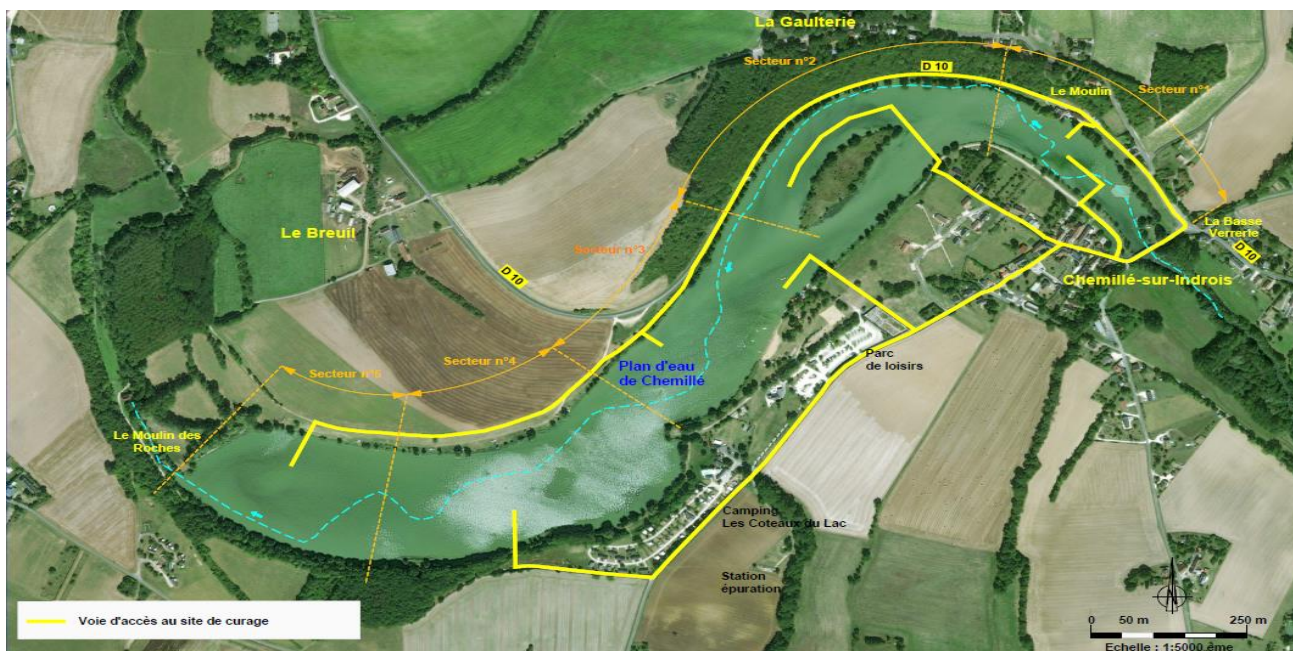 La Gaulterie
Secteur n°2
D 10
Le Moulin
Secteur n°1
La Basse
Verrerie
D 10
Le Breuil
Secteur n°3
D 10
Chemillé-sur-Indrois
Secteur n°4
Plan d'eau
de Chemillé
Parc
de loisirs
Secteur n°5
Le Moulin des
Roches
Camping
Les Coteaux du Lac
Station
épuration
Voie d'accès au site de curage
0 50 m 250 m
Echelle : 1:5000 ème